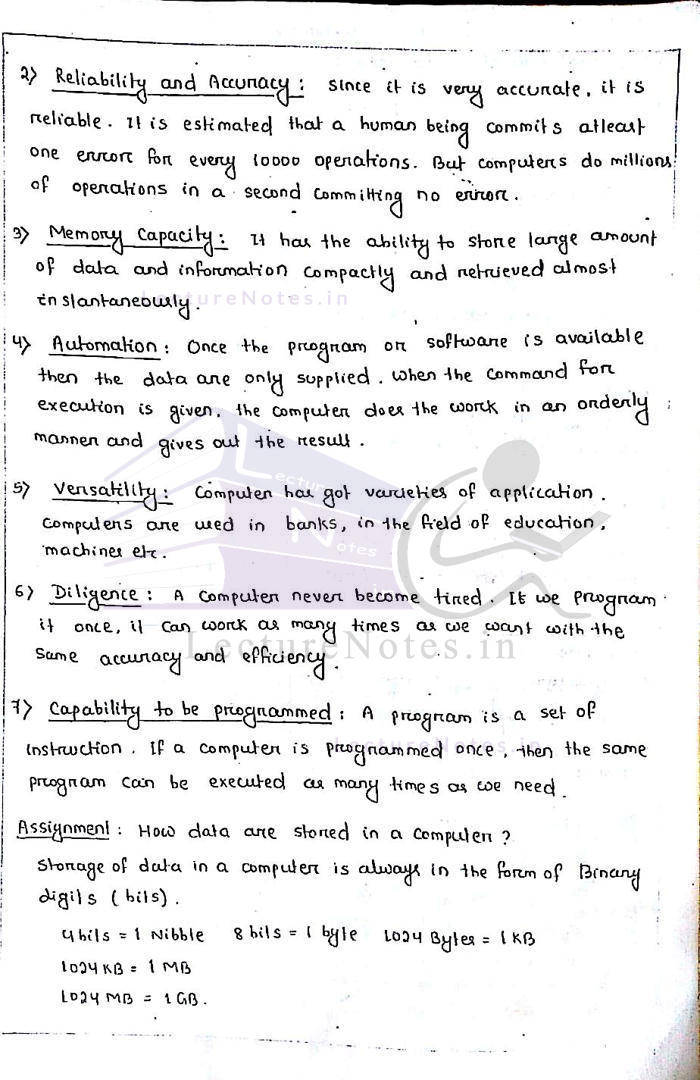 2) Reliability and Accuracy : Since it is very accurate, it is
reliable. It is estimated that a human being commits atleast
one error for every 10000 operations. But computers do millions
of operations in a second committing no error.
3) Memory Capacity : It has the ability to store large amount
of data and information compactly and retrieved almost
instantaneously.
LectureNotes.in
4) Automation : Once the program or software is available
then the data are only supplied. When the command for
execution is given, the computer does the work in an orderly
manner and gives out the result.
Lecture
Notes
5) Versatility : Computer has got varieties of application.
Computers are used in banks, in the field of education,
machines etc.
6) Diligence : A computer never become tired. If we program
it once, it can work as many times as we want with the
same accuracy and efficiency.
LectureNotes.in
7) Capability to be programmed : A program is a set of
instruction. If a computer is programmed once, then the same
LectureNotes.in
program can be executed as many times as we need.
Assignment : How data are stored in a computer ?
Storage of data in a computer is always in the form of Binary
digits (bits).
4 bits = 1 Nibble 8 bits = 1 byte 1024 Bytes = 1 KB
1024 KB = 1 MB
1024 MB = 1 GB.